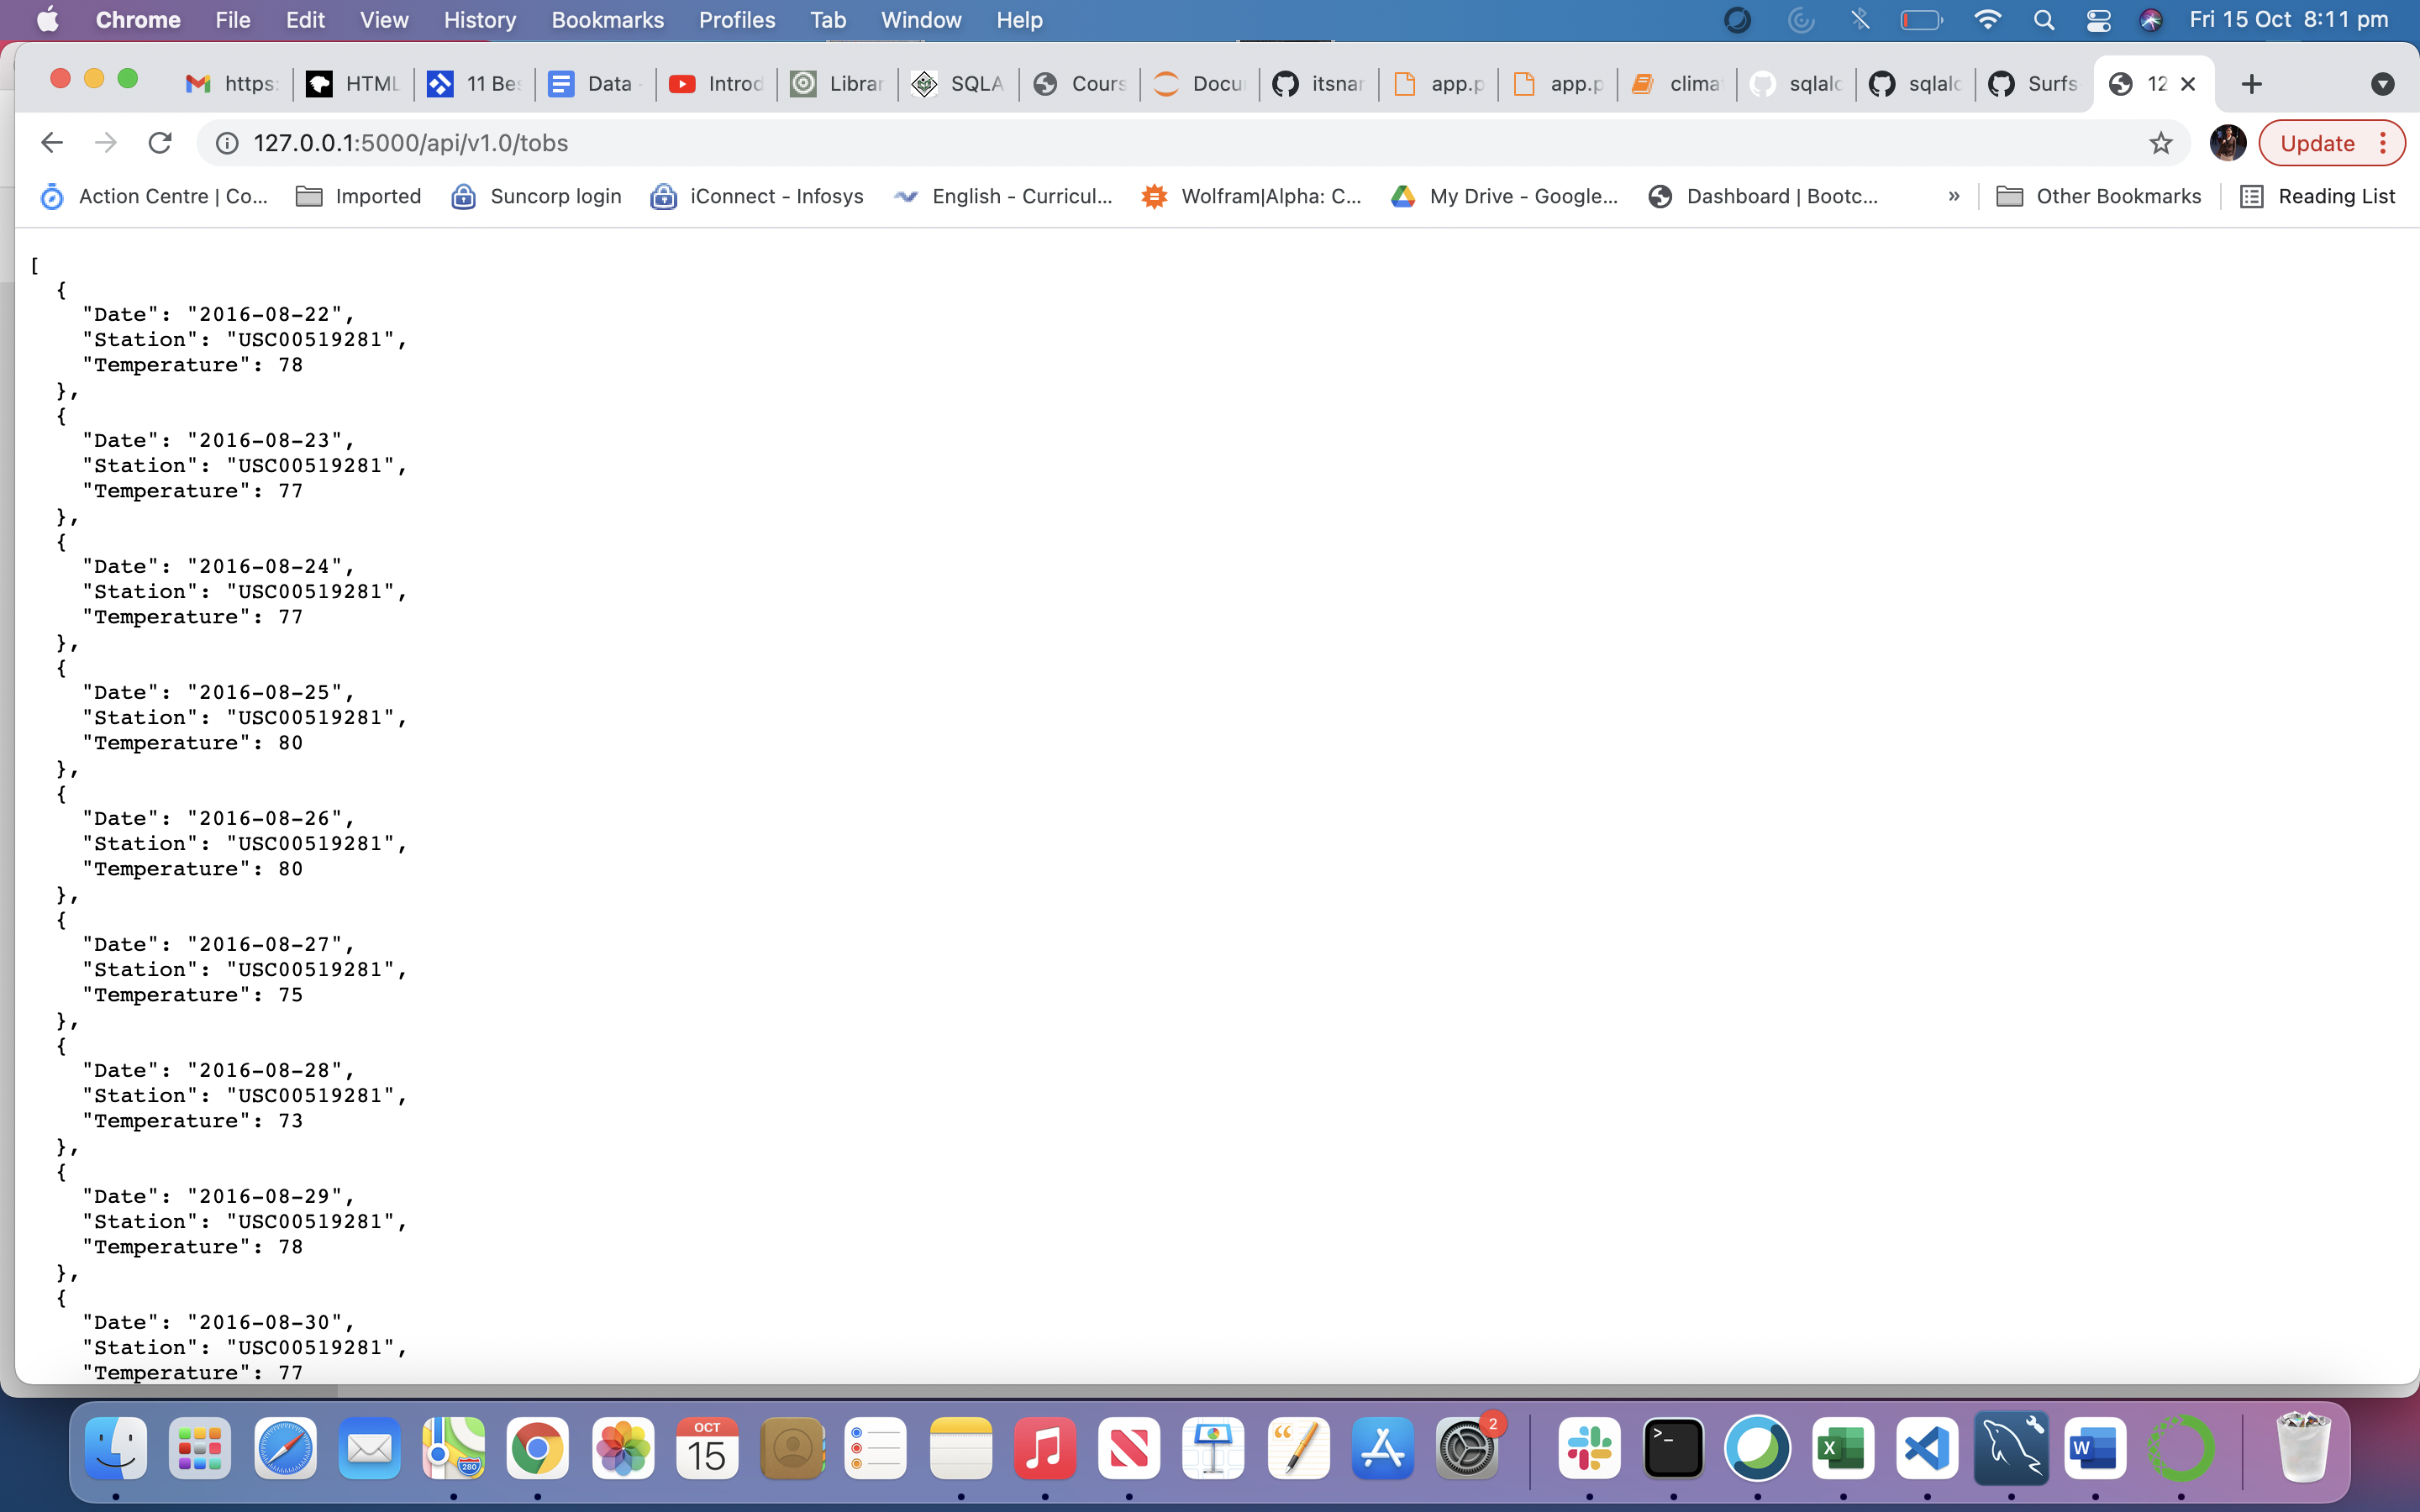 Chrome File Edit View History Bookmarks Profiles Tab Window Help Fri 15 Oct 8:11 pm
https: HTML 11 Bes Data - Introd Librar SQLA Cours Docu itsnar app.p app.p clima sqlalc sqlalc Surfs 12
127.0.0.1:5000/api/v1.0/tobs Update
Action Centre | Co... Imported Suncorp login iConnect - Infosys English - Curricul... Wolfram|Alpha: C... My Drive - Google... Dashboard | Bootc... » Other Bookmarks Reading List
[
{
"Date": "2016-08-22",
"Station": "USC00519281",
"Temperature": 78
},
{
"Date": "2016-08-23",
"Station": "USC00519281",
"Temperature": 77
},
{
"Date": "2016-08-24",
"Station": "USC00519281",
"Temperature": 77
},
{
"Date": "2016-08-25",
"Station": "USC00519281",
"Temperature": 80
},
{
"Date": "2016-08-26",
"Station": "USC00519281",
"Temperature": 80
},
{
"Date": "2016-08-27",
"Station": "USC00519281",
"Temperature": 75
},
{
"Date": "2016-08-28",
"Station": "USC00519281",
"Temperature": 73
},
{
"Date": "2016-08-29",
"Station": "USC00519281",
"Temperature": 78
},
{
"Date": "2016-08-30",
"Station": "USC00519281",
"Temperature": 77
280 OCT 15 2 >_ X W